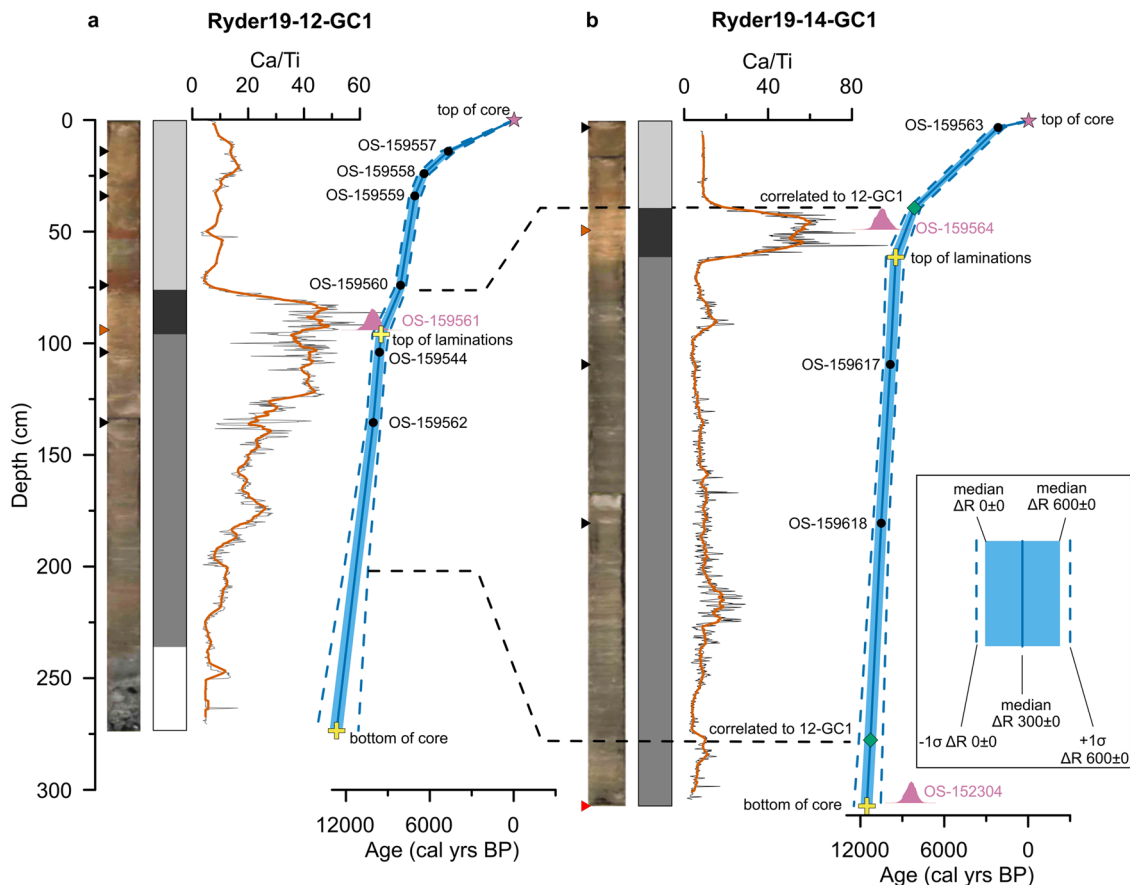 a
Ryder19-12-GC1
Ca/Ti
0 20 40 60
top of core
0
50
100
150
200
250
300
Depth (cm)
OS-159557
OS-159558
OS-159559
OS-159560
OS-159561
top of laminations
OS-159544
OS-159562
bottom of core
12000 6000 0
Age (cal yrs BP)
b
Ryder19-14-GC1
Ca/Ti
0 40 80
OS-159563
top of core
correlated to 12-GC1
OS-159564
top of laminations
OS-159617
OS-159618
correlated to 12-GC1
OS-152304
bottom of core
12000 6000 0
Age (cal yrs BP)
median
ΔR 0±0
median
ΔR 600±0
median
ΔR 300±0
-1σ ΔR 0±0
+1σ
ΔR 600±0